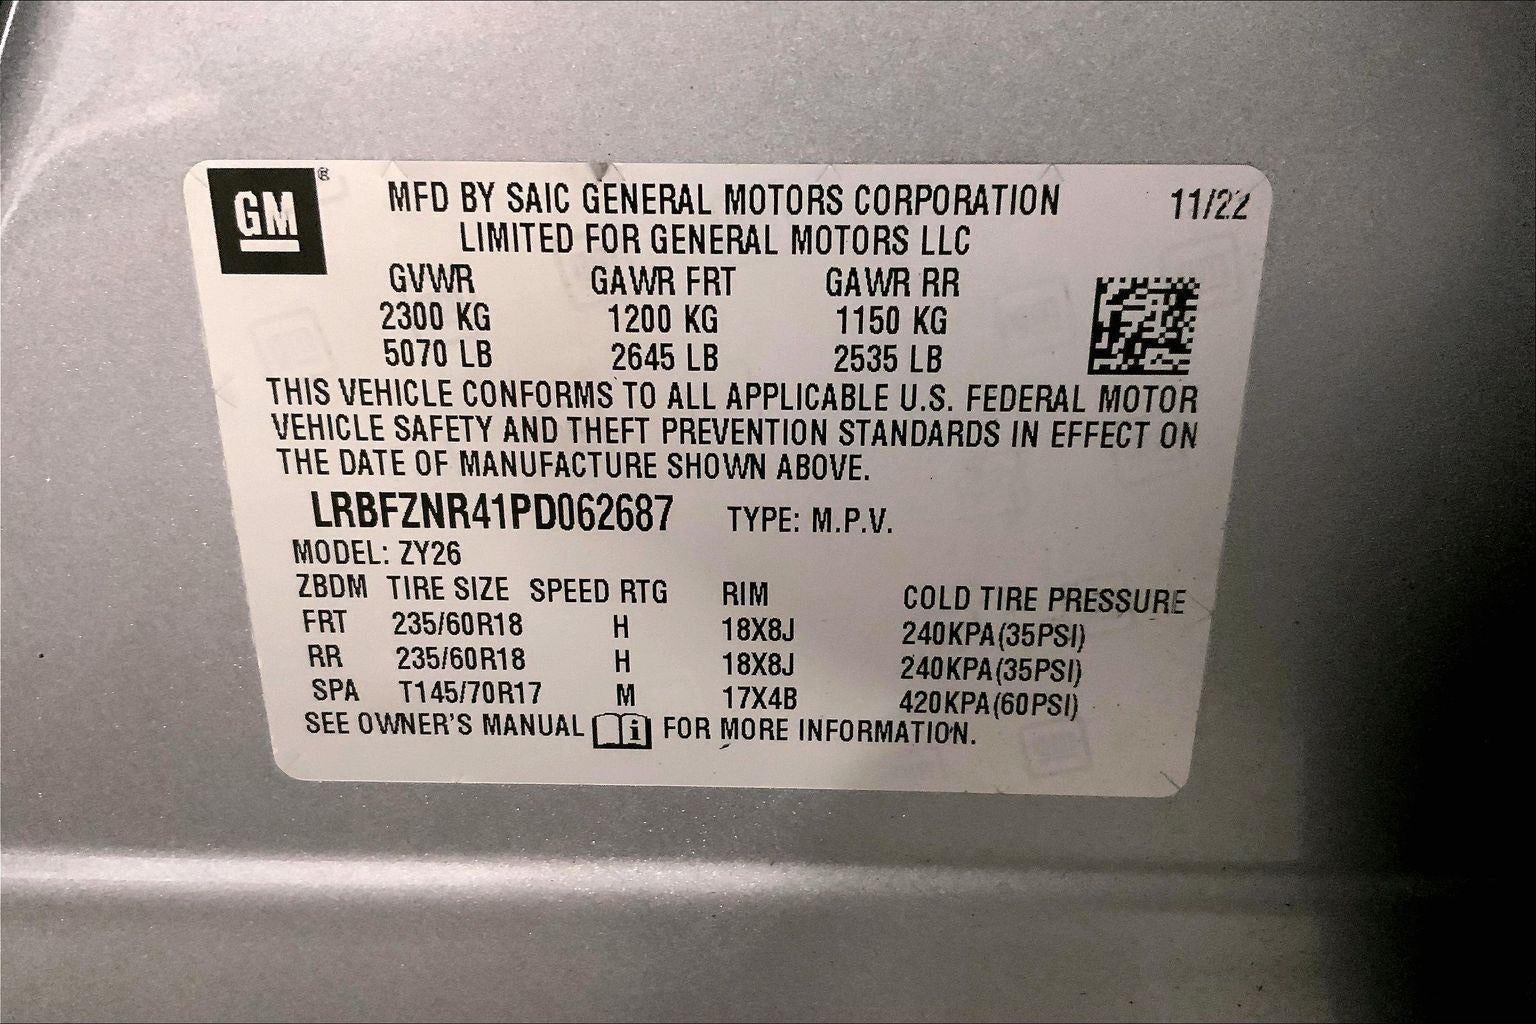 GM ®
MFD BY SAIC GENERAL MOTORS CORPORATION 11/22
LIMITED FOR GENERAL MOTORS LLC
GVWR GAWR FRT GAWR RR
2300 KG 1200 KG 1150 KG
5070 LB 2645 LB 2535 LB
THIS VEHICLE CONFORMS TO ALL APPLICABLE U.S. FEDERAL MOTOR
VEHICLE SAFETY AND THEFT PREVENTION STANDARDS IN EFFECT ON
THE DATE OF MANUFACTURE SHOWN ABOVE.
LRBFZNR41PD062687 TYPE: M.P.V.
MODEL: ZY26
ZBDM TIRE SIZE SPEED RTG RIM COLD TIRE PRESSURE
FRT 235/60R18 H 18X8J 240KPA(35PSI)
RR 235/60R18 H 18X8J 240KPA(35PSI)
SPA T145/70R17 M 17X4B 420KPA(60PSI)
SEE OWNER'S MANUAL i FOR MORE INFORMATION.